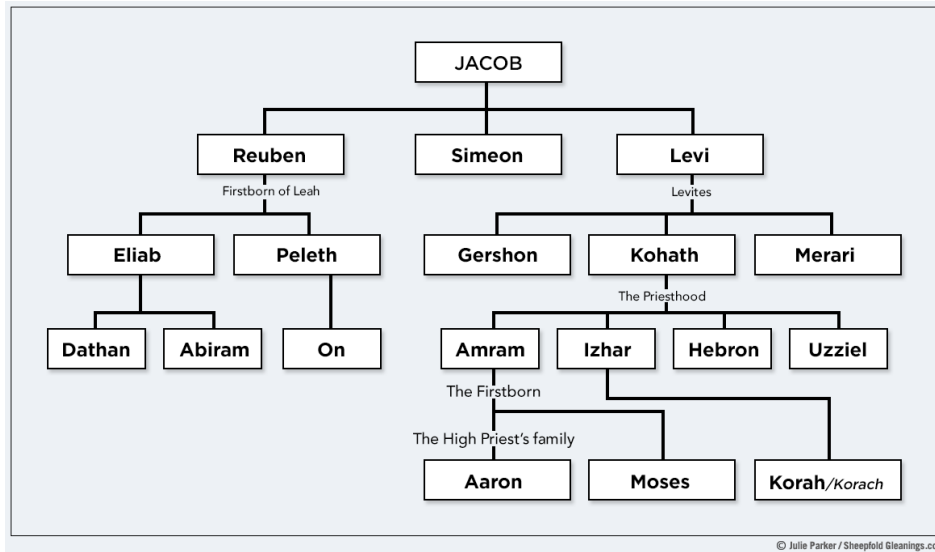 JACOB
Reuben
Simeon
Levi
Firstborn of Leah
Levites
Eliab
Peleth
Gershon
Kohath
Merari
The Priesthood
Dathan
Abiram
On
Amram
Izhar
Hebron
Uzziel
The Firstborn
The High Priest's family
Aaron
Moses
Korah/Korach
© Julie Parker / Sheepfold Gleanings.co